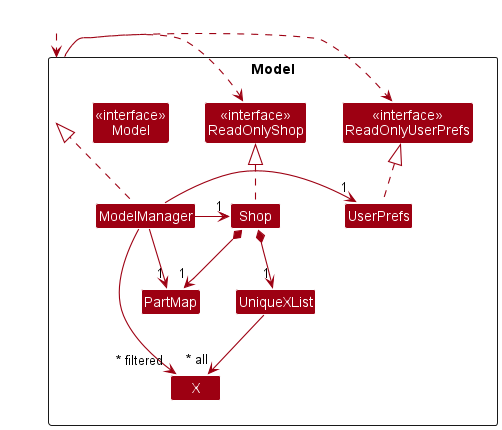 Model
«interface»
Model
«interface»
ReadOnlyShop
«interface»
ReadOnlyUserPrefs
1
1
ModelManager
Shop
UserPrefs
1
1
1
PartMap
UniqueXList
* filtered
* all
X